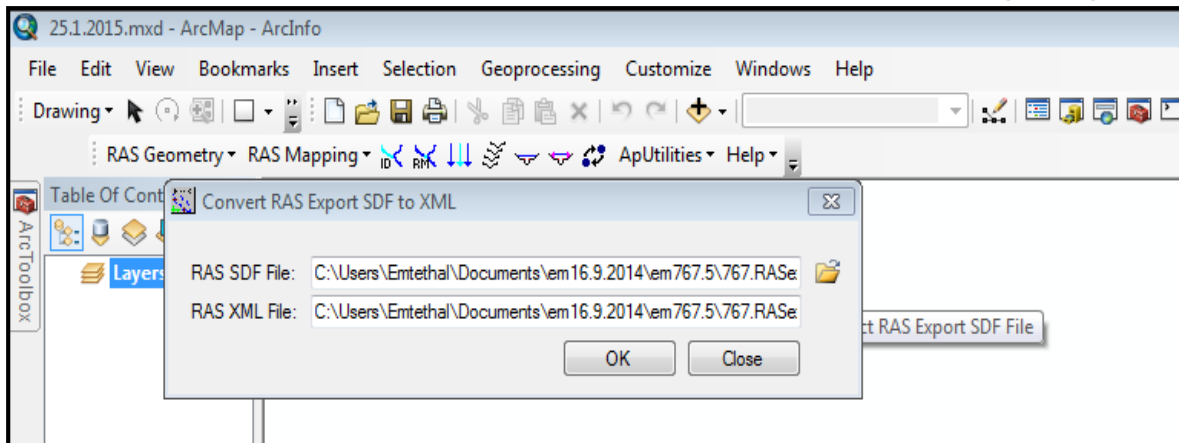 25.1.2015.mxd - ArcMap - ArcInfo
File Edit View Bookmarks Insert Selection Geoprocessing Customize Windows Help
Drawing
RAS Geometry RAS Mapping ID RMK ApUtilities Help
ArcToolbox
Table Of Cont
Convert RAS Export SDF to XML
Layers
RAS SDF File: C:\Users\Emtethal\Documents\em16.9.2014\em767.5\767.RASe
RAS XML File: C:\Users\Emtethal\Documents\em16.9.2014\em767.5\767.RASe
ct RAS Export SDF File
OK Close